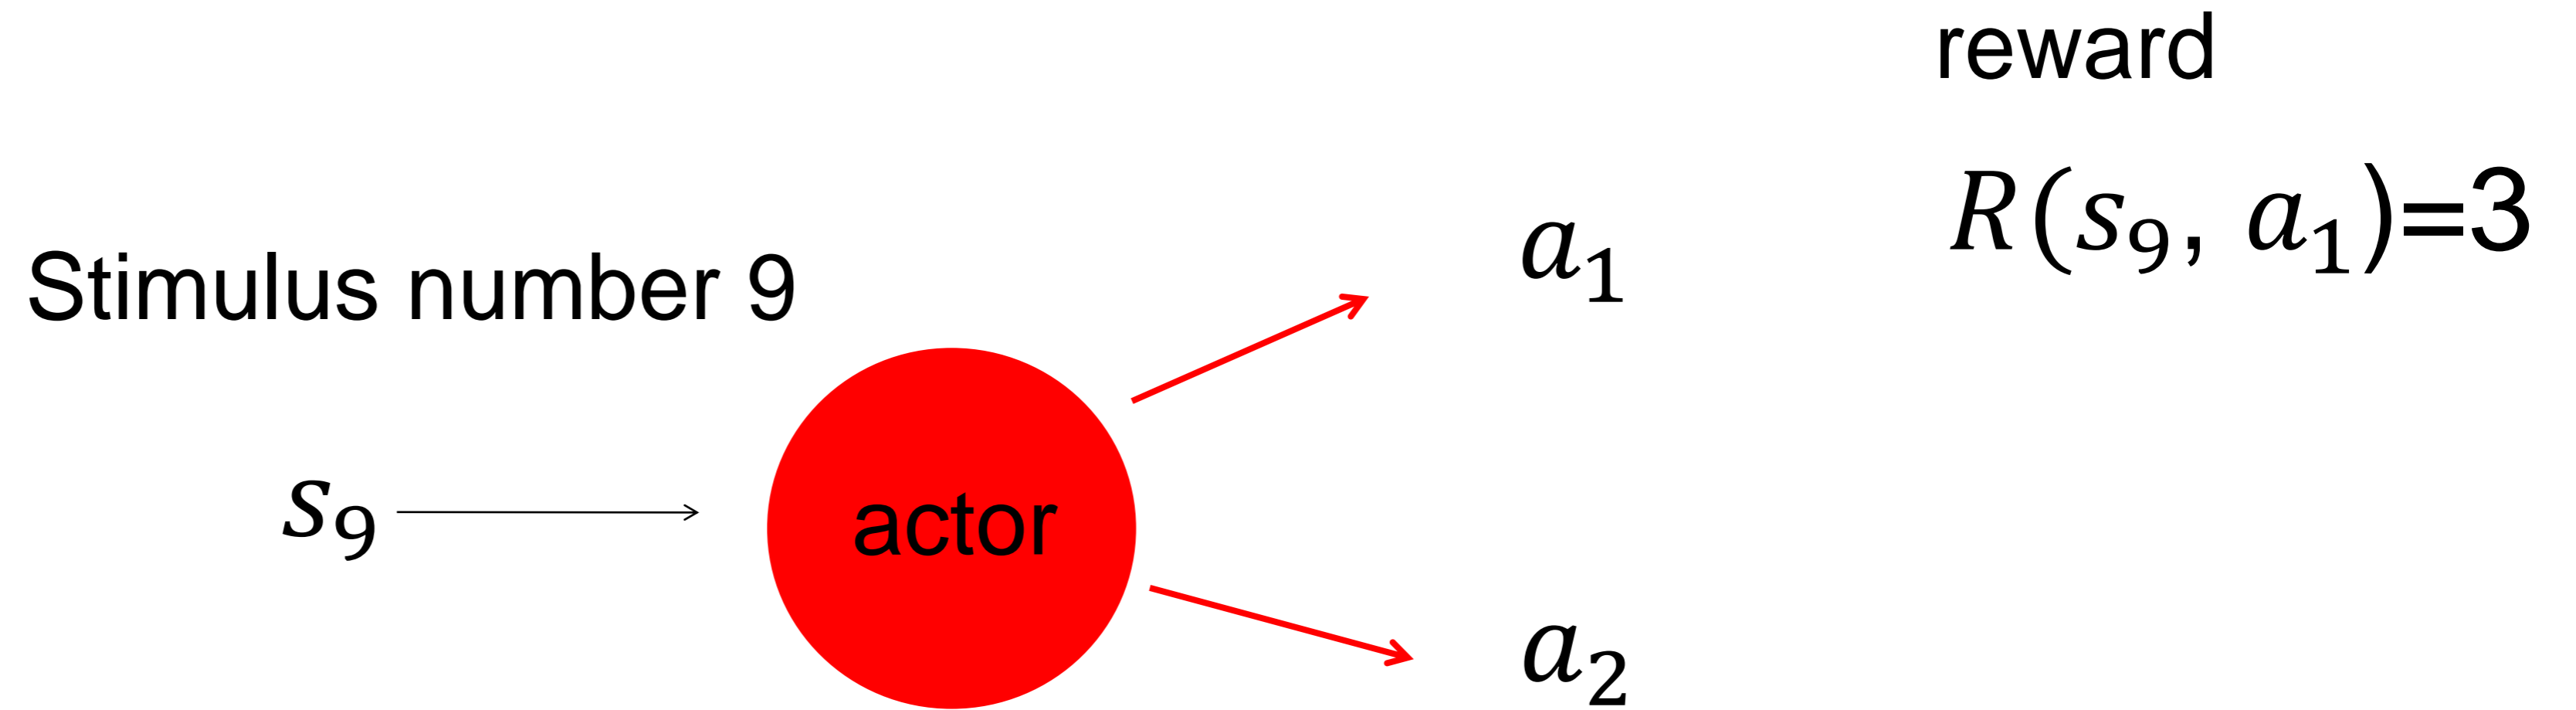 reward
R(s₉, a₁)=3
a₁
Stimulus number 9
s₉
actor
a₂